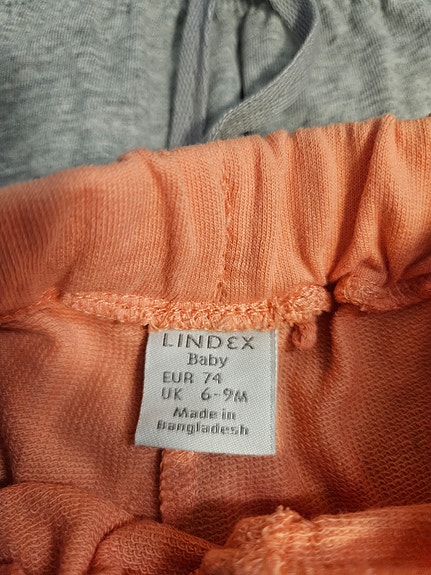 LINDEX
Baby
EUR 74
UK 6-9M
Made in
Bangladesh